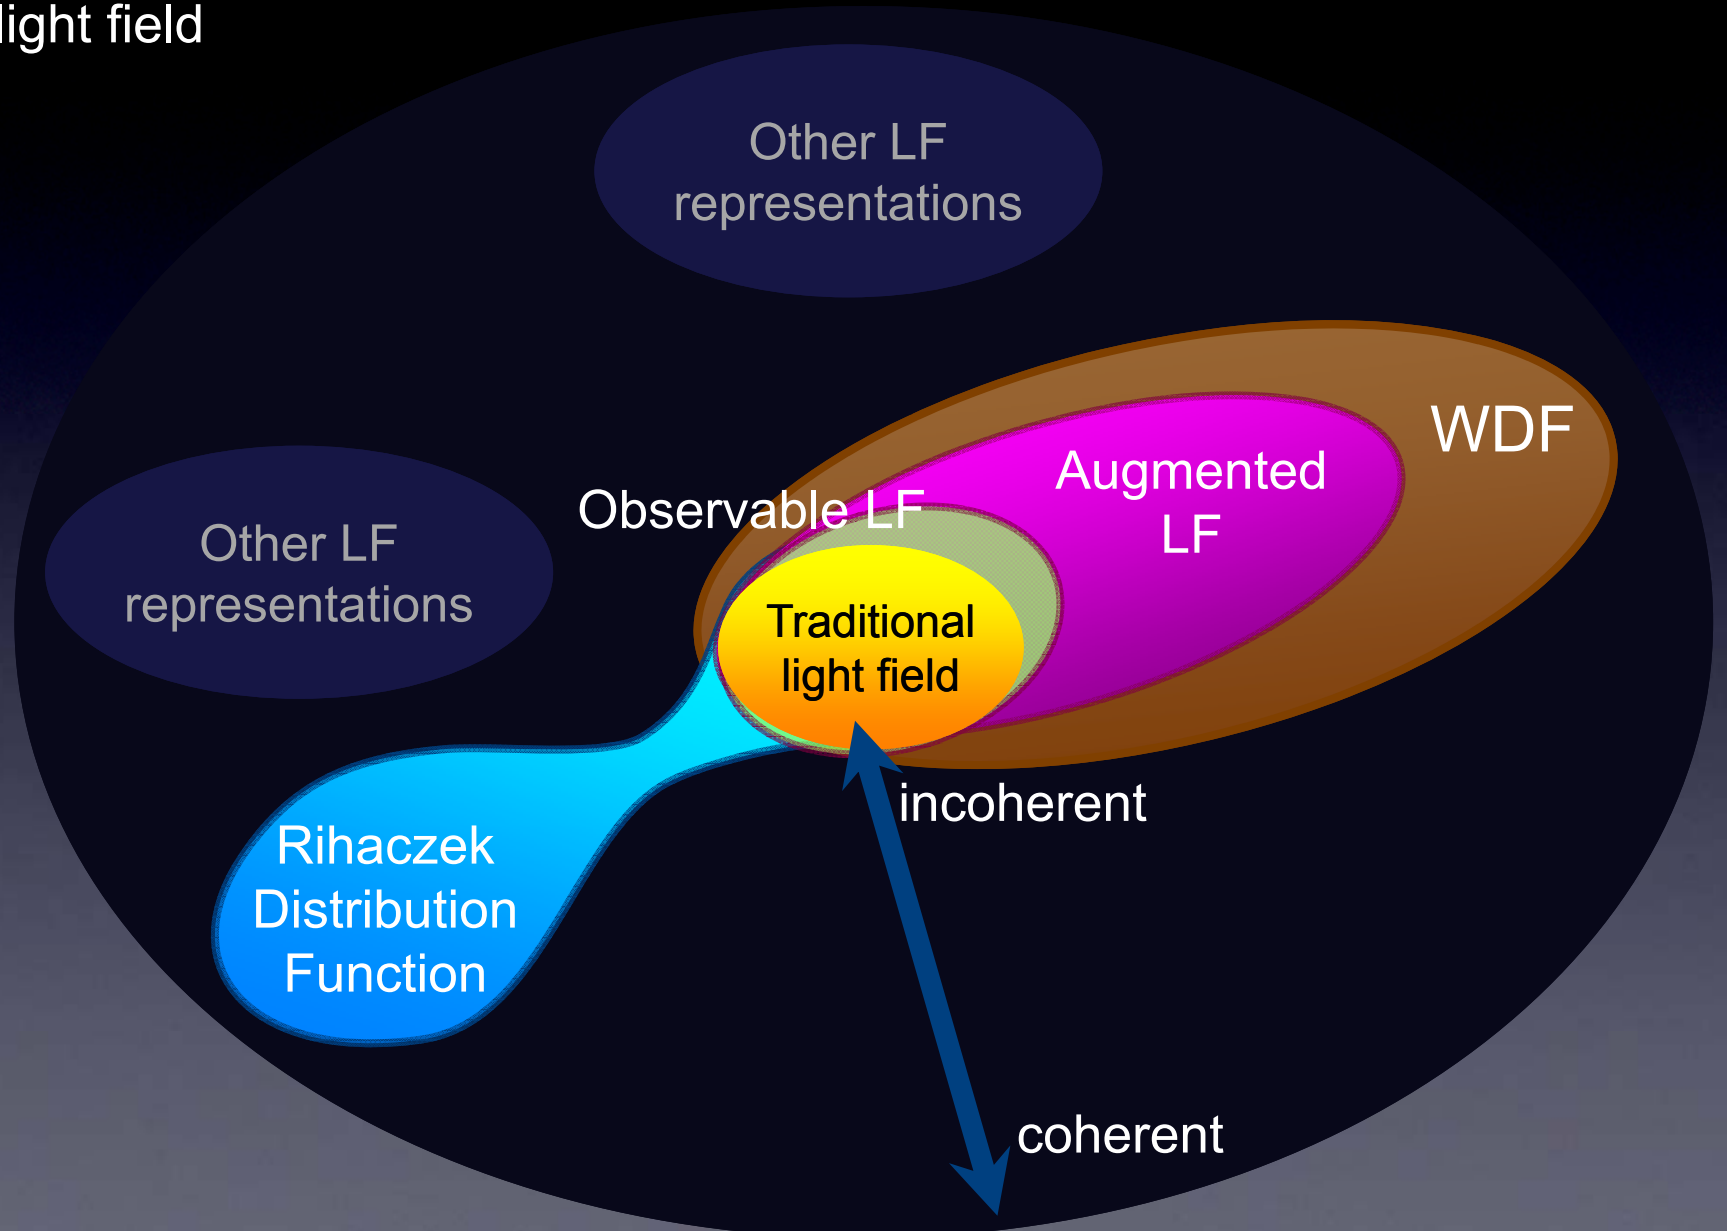 light field
Other LF
representations
WDF
Augmented
LF
Observable LF
Other LF
representations
Traditional
light field
incoherent
Rihaczek
Distribution
Function
coherent